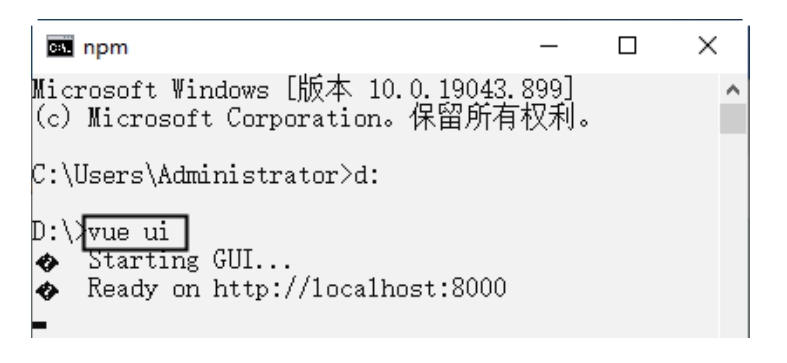 npm
Microsoft Windows [版本 10.0.19043.899]
(c) Microsoft Corporation。保留所有权利。
C:\Users\Administrator>d:
D:\>vue ui
� Starting GUI...
� Ready on http://localhost:8000